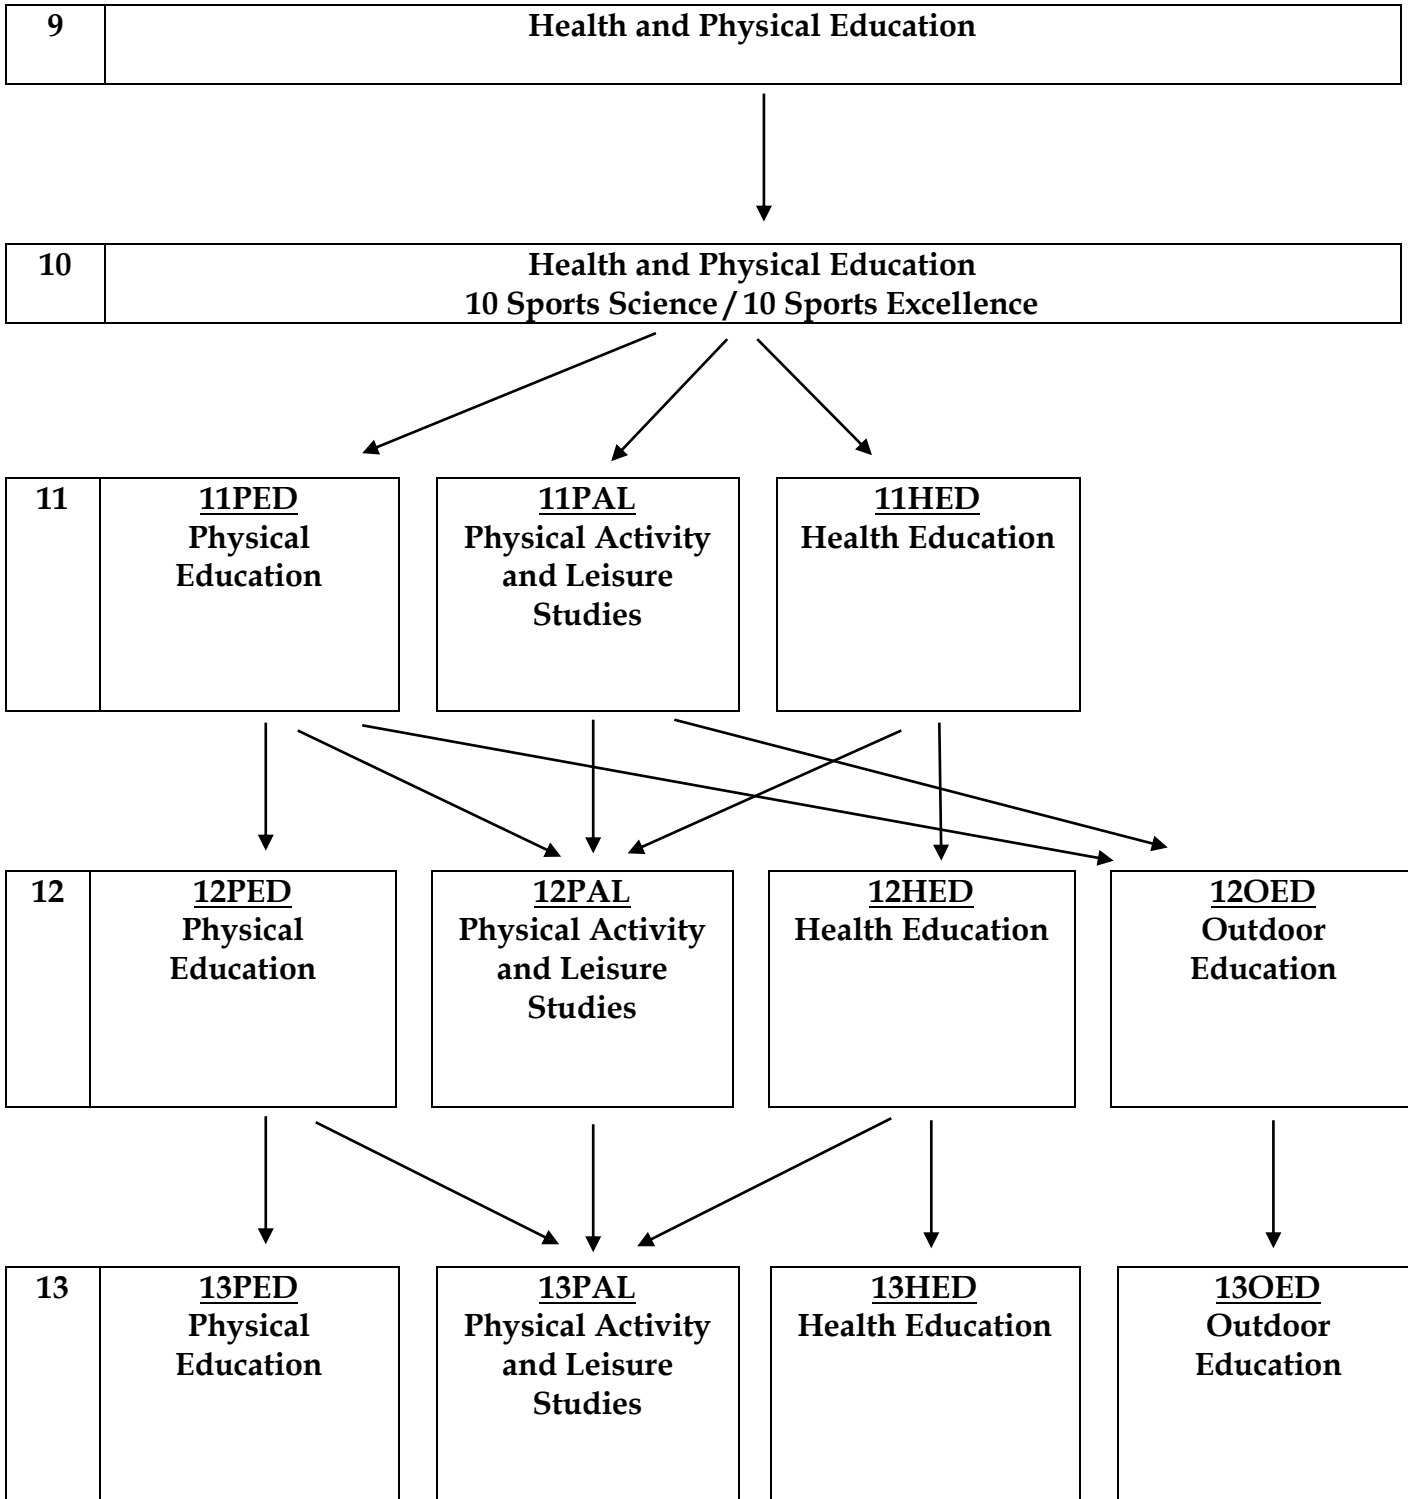 9
Health and Physical Education
10
Health and Physical Education
10 Sports Science / 10 Sports Excellence
11
11PED
Physical
Education
11PAL
Physical Activity
and Leisure
Studies
11HED
Health Education
12
12PED
Physical
Education
12PAL
Physical Activity
and Leisure
Studies
12HED
Health Education
12OED
Outdoor
Education
13
13PED
Physical
Education
13PAL
Physical Activity
and Leisure
Studies
13HED
Health Education
13OED
Outdoor
Education